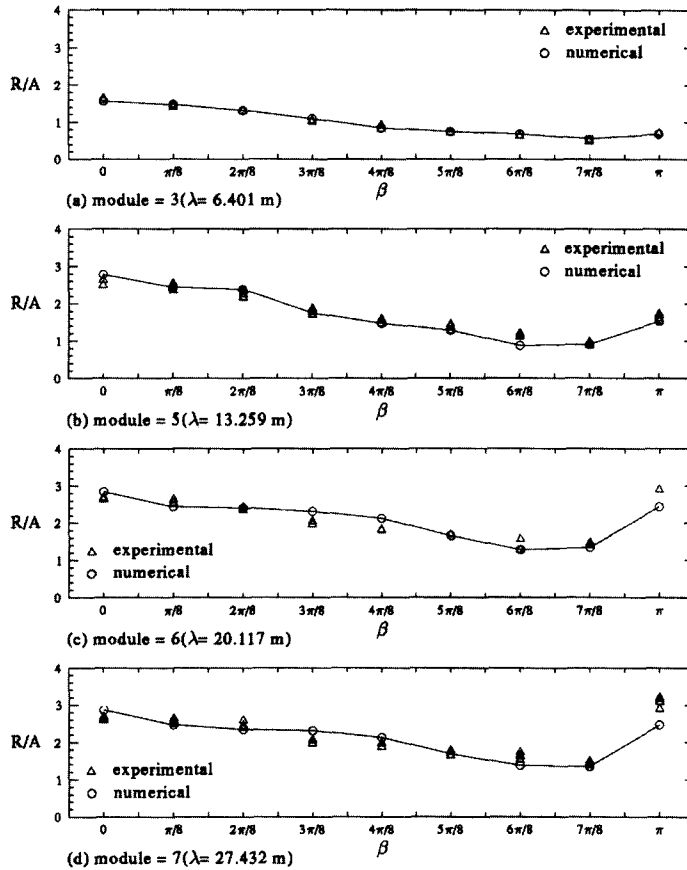 4
△ experimental
○ numerical
3
R/A
2
1
0
0 π/8 2π/8 3π/8 4π/8 5π/8 6π/8 7π/8 π
β
(a) module = 3(λ= 6.401 m)
4
△ experimental
○ numerical
3
R/A
2
1
0
0 π/8 2π/8 3π/8 4π/8 5π/8 6π/8 7π/8 π
β
(b) module = 5(λ= 13.259 m)
4
3
R/A
2
1
△ experimental
○ numerical
0
0 π/8 2π/8 3π/8 4π/8 5π/8 6π/8 7π/8 π
β
(c) module = 6(λ= 20.117 m)
4
3
R/A
2
1
△ experimental
○ numerical
0
0 π/8 2π/8 3π/8 4π/8 5π/8 6π/8 7π/8 π
β
(d) module = 7(λ= 27.432 m)